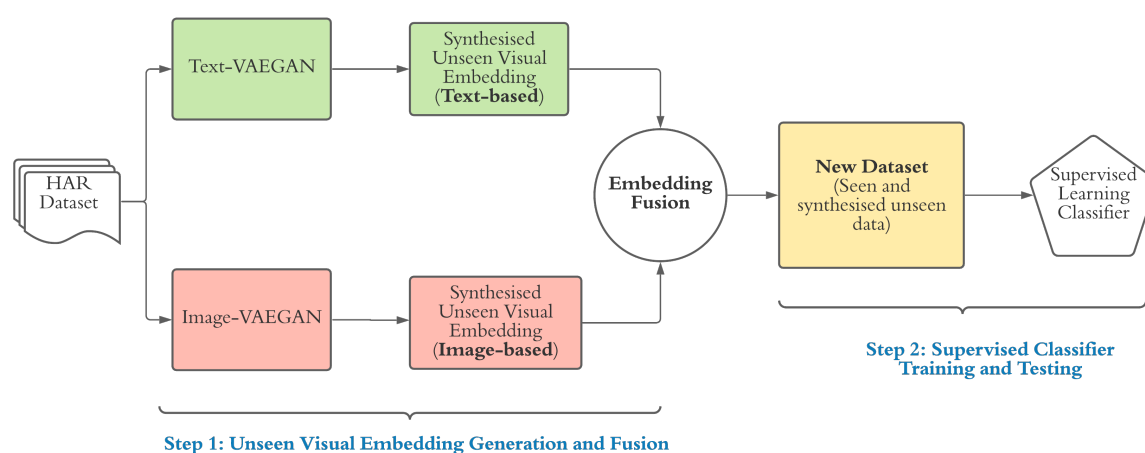 HAR
Dataset
Text-VAEGAN
Synthesised
Unseen Visual
Embedding
(Text-based)
Image-VAEGAN
Synthesised
Unseen Visual
Embedding
(Image-based)
Embedding
Fusion
New Dataset
(Seen and
synthesised unseen
data)
Supervised
Learning
Classifier
Step 1: Unseen Visual Embedding Generation and Fusion
Step 2: Supervised Classifier
Training and Testing